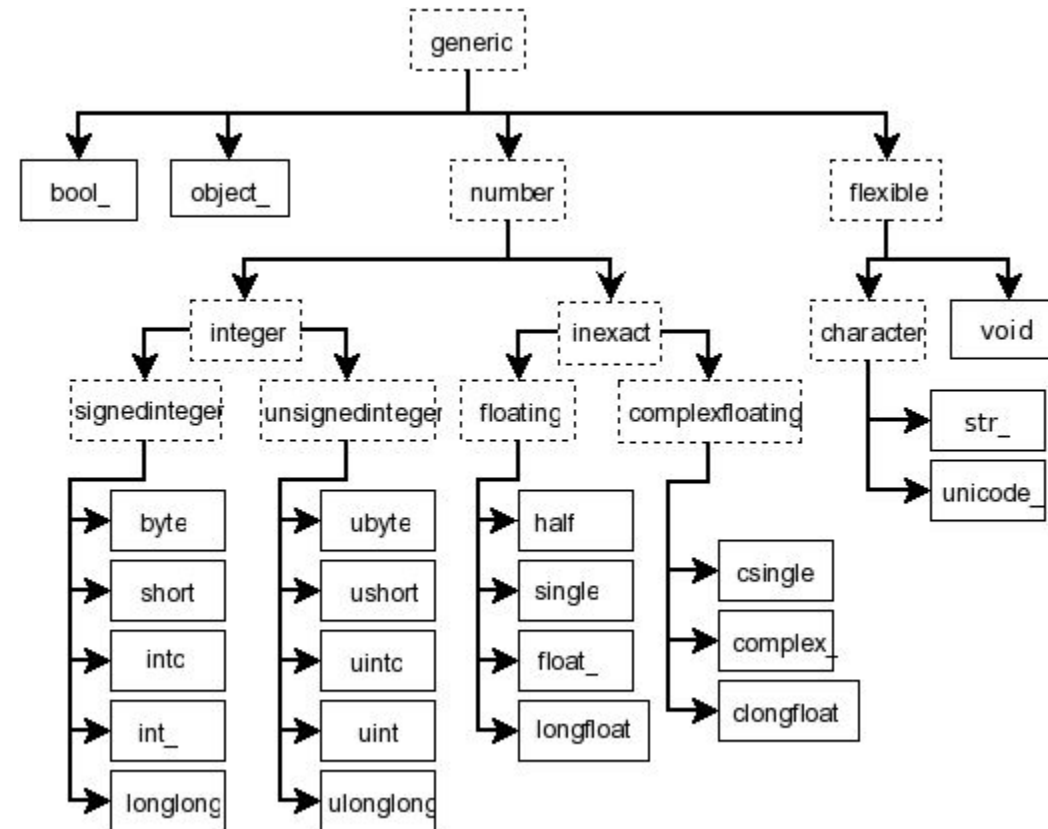 generic
bool_
object_
number
flexible
integer
inexact
character
void
signedinteger
unsignedinteger
floating
complexfloating
str_
unicode_
byte
ubyte
half
short
ushort
single
csingle
intc
uintc
float_
complex_
int_
uint
longfloat
clongfloat
longlong
ulonglong